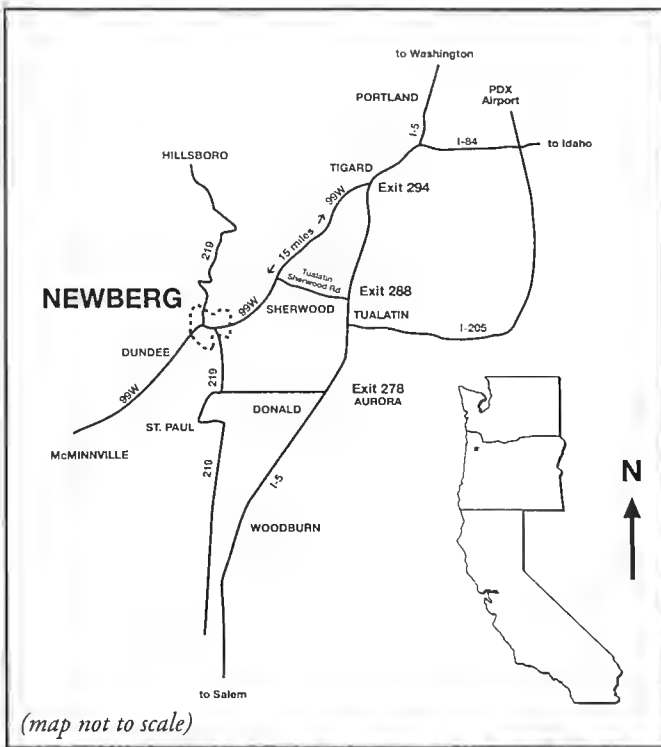 to Washington
PORTLAND
PDX
Airport
I-5
I-84
to Idaho
HILLSBORO
TIGARD
99W
Exit 294
15 miles
219
Tualatin
Sherwood Rd
Exit 288
NEWBERG
99W
SHERWOOD
TUALATIN
I-205
DUNDEE
219
99W
Exit 278
AURORA
DONALD
ST. PAUL
McMINNVILLE
219
I-5
N
WOODBURN
to Salem
(map not to scale)